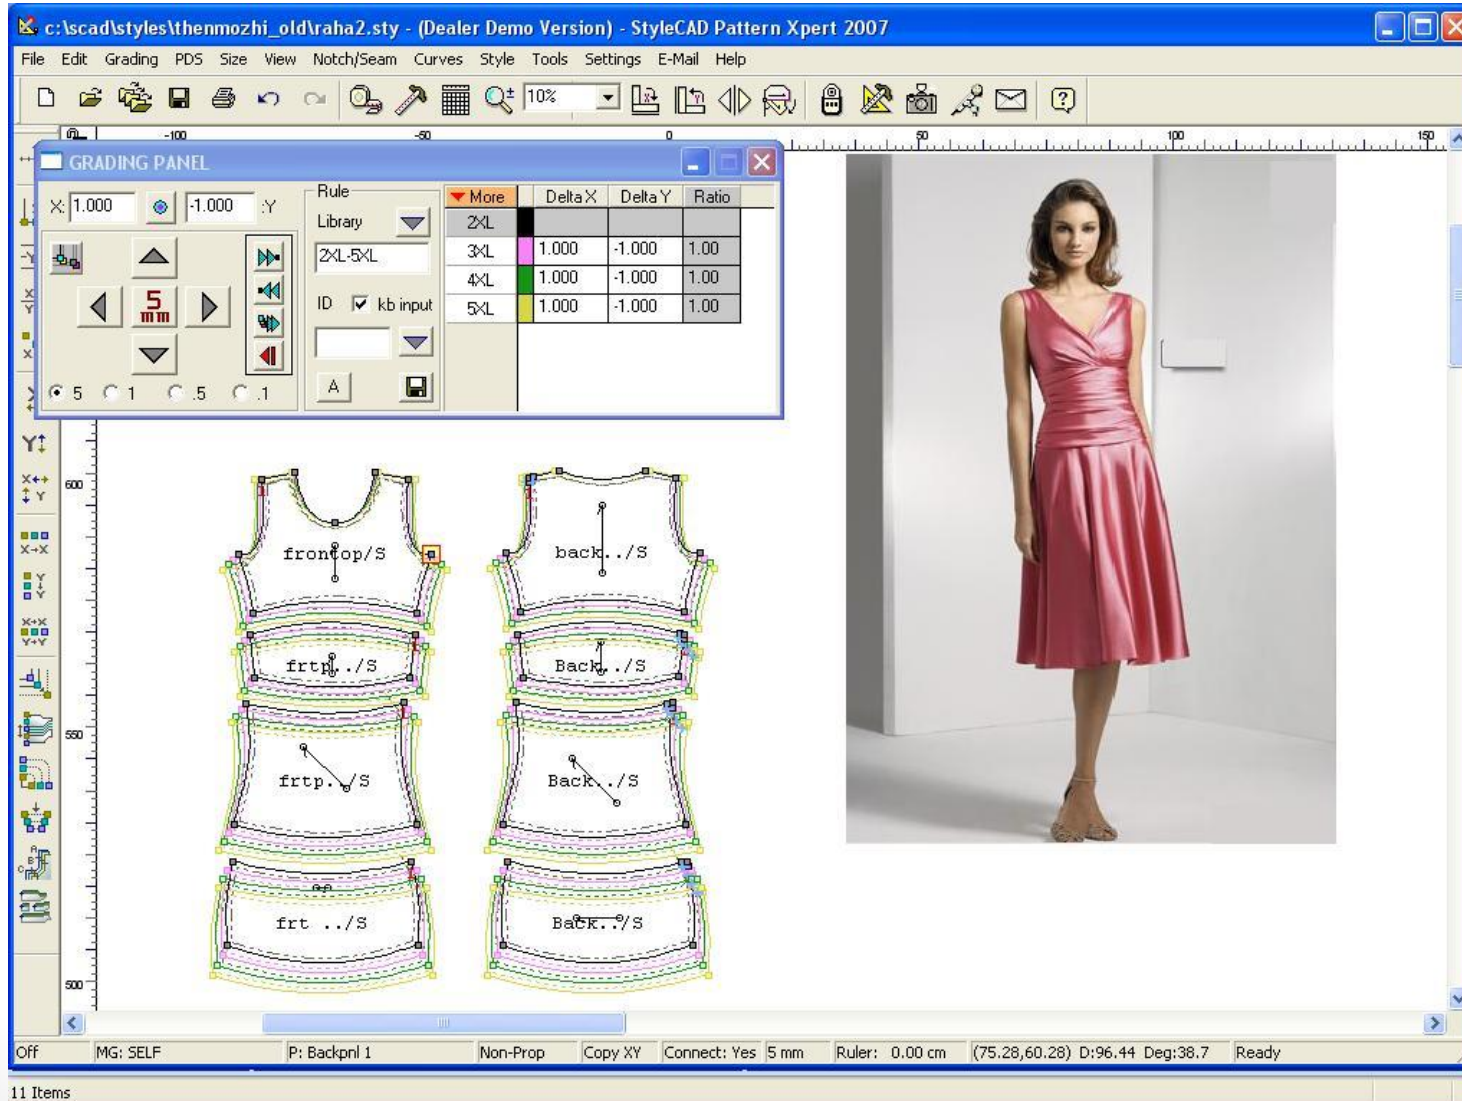 c:\scad\styles\thenmozhi_old\raha2.sty - (Dealer Demo Version) - StyleCAD Pattern Xpert 2007
File Edit Grading PDS Size View Notch/Seam Curves Style Tools Settings E-Mail Help
10%
-100 -50 0 50 100 150
GRADING PANEL
X: 1.000 -1.000 :Y
Rule
Library
2XL-5XL
ID kb input
A
5 mm
5 1 .5 .1
More Delta X Delta Y Ratio
2XL
3XL 1.000 -1.000 1.00
4XL 1.000 -1.000 1.00
5XL 1.000 -1.000 1.00
600
550
500
frontop/S back../S
frtp../S Back../S
frtp../S Back../S
frt ../S Back../S
Off MG: SELF P: Backpnl 1 Non-Prop Copy XY Connect: Yes 5 mm Ruler: 0.00 cm (75.28,60.28) D:96.44 Deg:38.7 Ready
11 Items